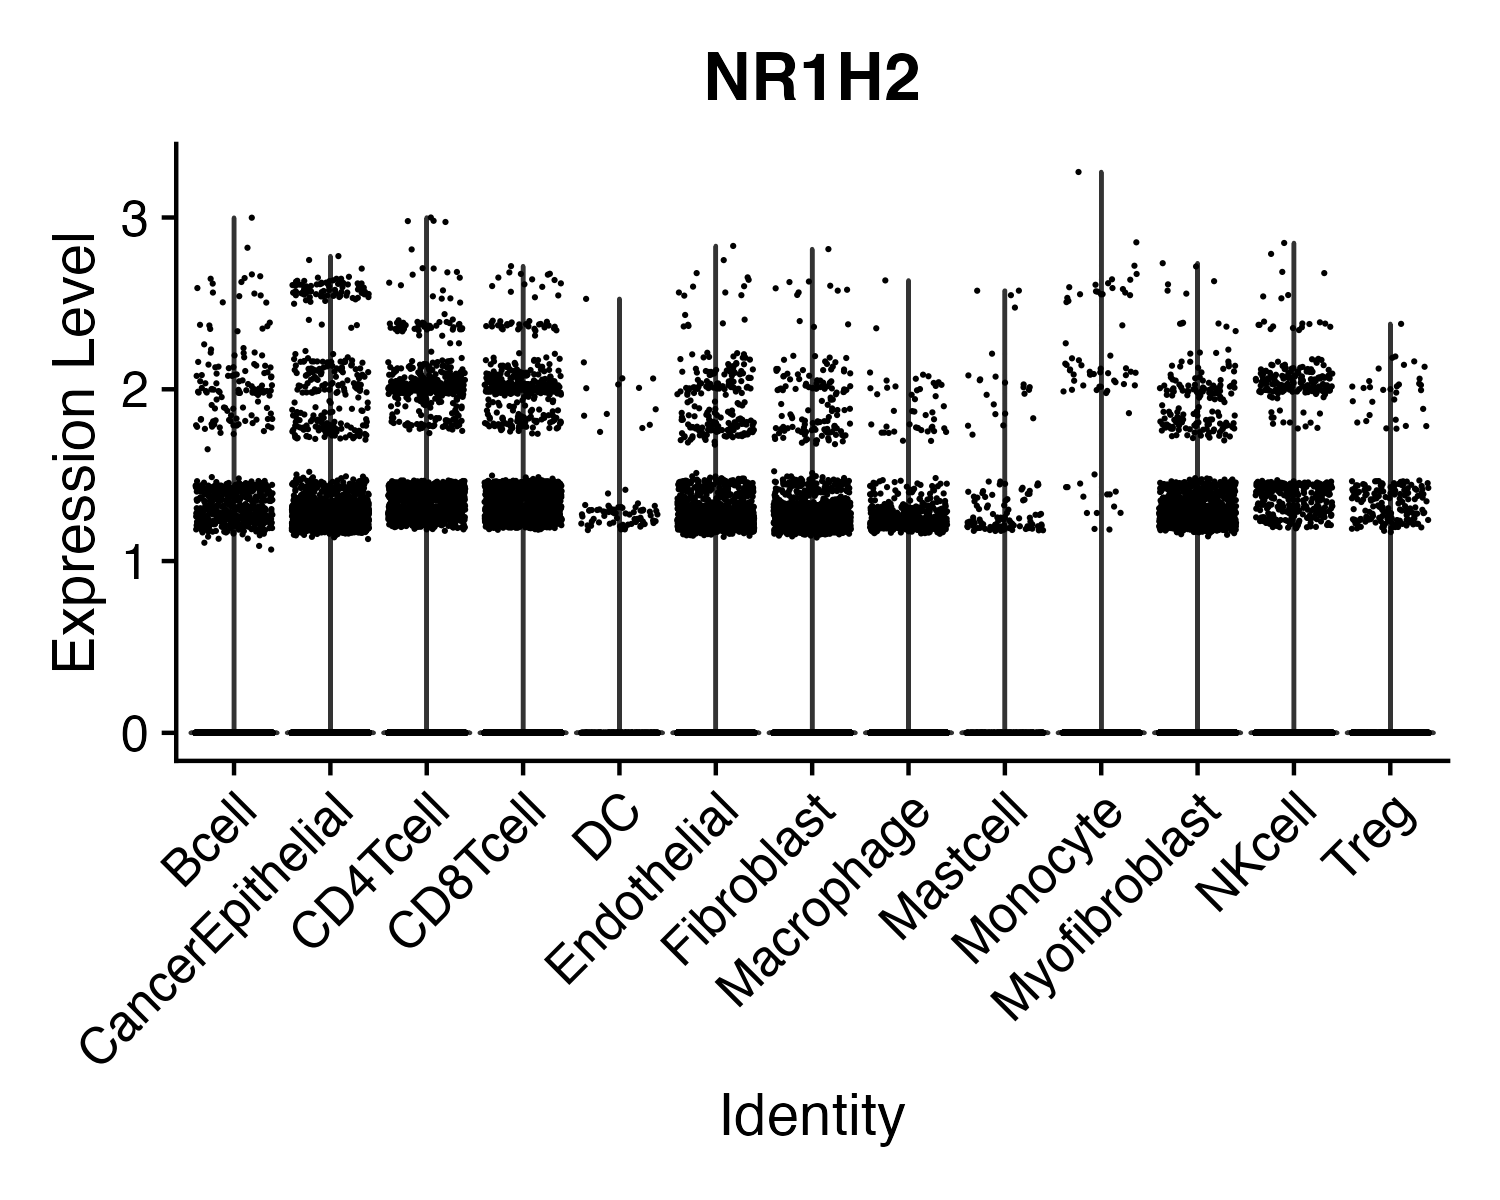 NR1H2
Expression Level
3
2
1
0
Bcell
CancerEpithelial
CD4Tcell
CD8Tcell
DC
Endothelial
Fibroblast
Macrophage
Mastcell
Monocyte
Myofibroblast
NKcell
Treg
Identity